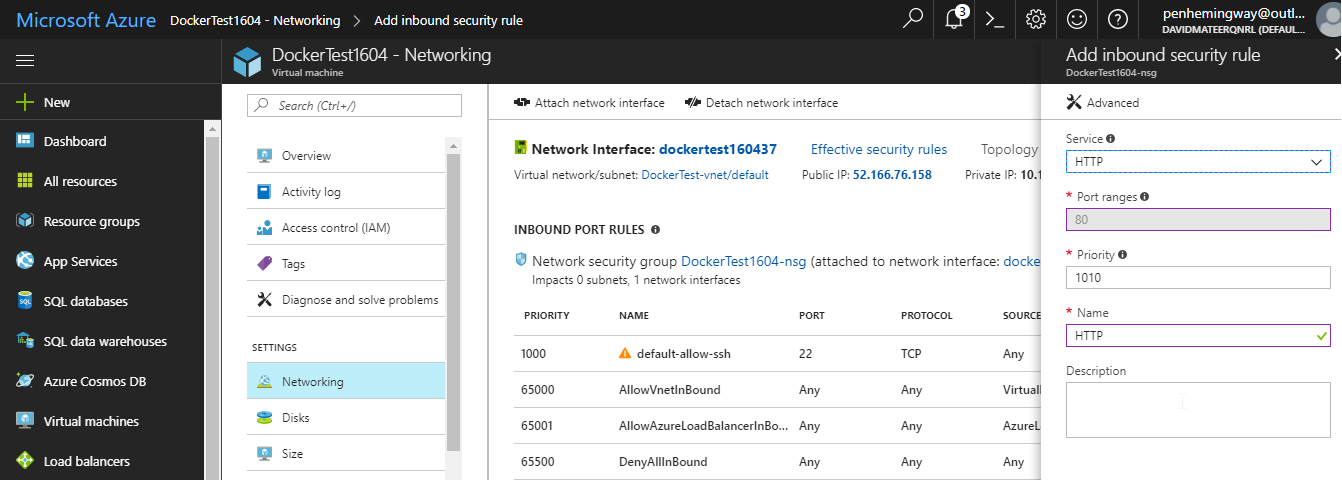 Microsoft Azure DockerTest1604 - Networking > Add inbound security rule 3 penhemingway@outl...
DAVIDMATEERQNRL (DEFAUL...
DockerTest1604 - Networking
Virtual machine
Add inbound security rule
DockerTest1604-nsg
New
Dashboard
All resources
Resource groups
App Services
SQL databases
SQL data warehouses
Azure Cosmos DB
Virtual machines
Load balancers
Search (Ctrl+/)
Overview
Activity log
Access control (IAM)
Tags
Diagnose and solve problems
SETTINGS
Networking
Disks
Size
Attach network interface Detach network interface
Network Interface: dockertest160437 Effective security rules Topology
Virtual network/subnet: DockerTest-vnet/default Public IP: 52.166.76.158 Private IP: 10.1
INBOUND PORT RULES
Network security group DockerTest1604-nsg (attached to network interface: docke
Impacts 0 subnets, 1 network interfaces
PRIORITY NAME PORT PROTOCOL SOURCE
1000 default-allow-ssh 22 TCP Any
65000 AllowVnetInBound Any Any Virtual
65001 AllowAzureLoadBalancerInBo... Any Any AzureL
65500 DenyAllInBound Any Any Any
Advanced
Service
HTTP
* Port ranges
80
* Priority
1010
* Name
HTTP
Description